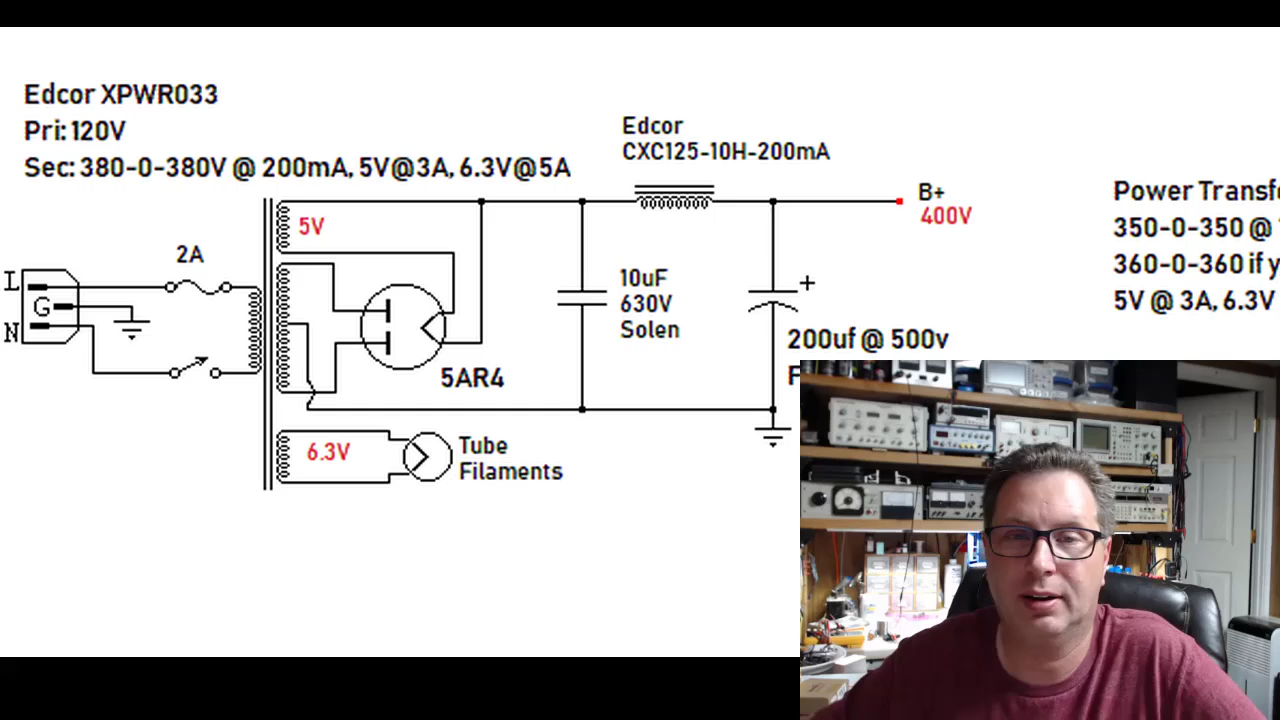 Edcor XPWR033
Pri: 120V
Sec: 380-0-380V @ 200mA, 5V@3A, 6.3V@5A
Edcor
CXC125-10H-200mA
B+
400V
5V
2A
L
G
N
10uF
630V
Solen
+
200uf @ 500v
5AR4
6.3V
Tube
Filaments
Power
350-0-350 @
360-0-360 if
5V @ 3A, 6.3V